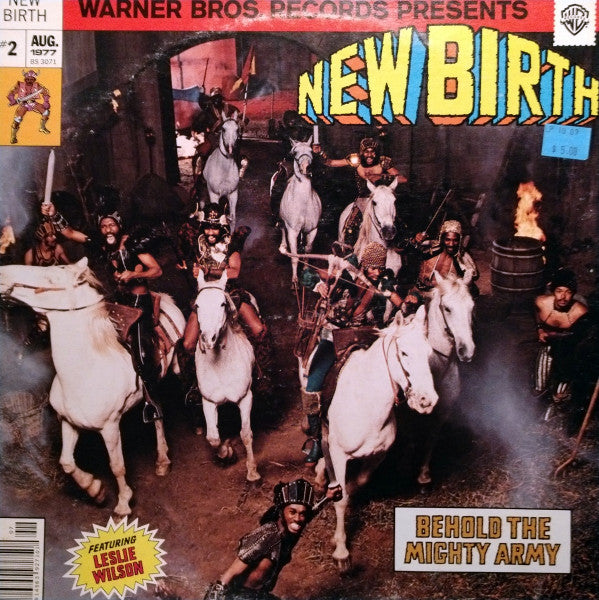 WARNER BROS RECORDS PRESENTS
NEW
BIRTH
#2
AUG.
1977
BS 3071
NEW BIRTH
$ 5.00
BEHOLD THE
MIGHTY ARMY
FEATURING
LESLIE
WILSON